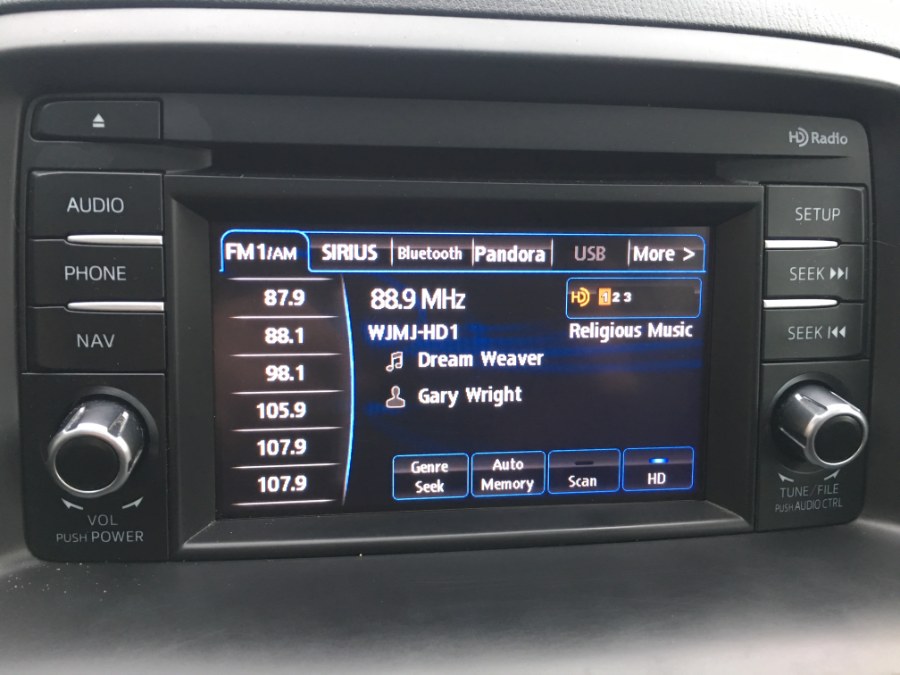 HD Radio
AUDIO
PHONE
NAV
VOL
PUSH POWER
FM1/AM SIRIUS Bluetooth Pandora USB More >
87.9
88.1
98.1
105.9
107.9
107.9
88.9 MHz
HD 1 2 3
WJMJ-HD1 Religious Music
Dream Weaver
Gary Wright
Genre Seek
Auto Memory
Scan
HD
SETUP
SEEK
SEEK
TUNE/FILE
PUSH AUDIO CTRL